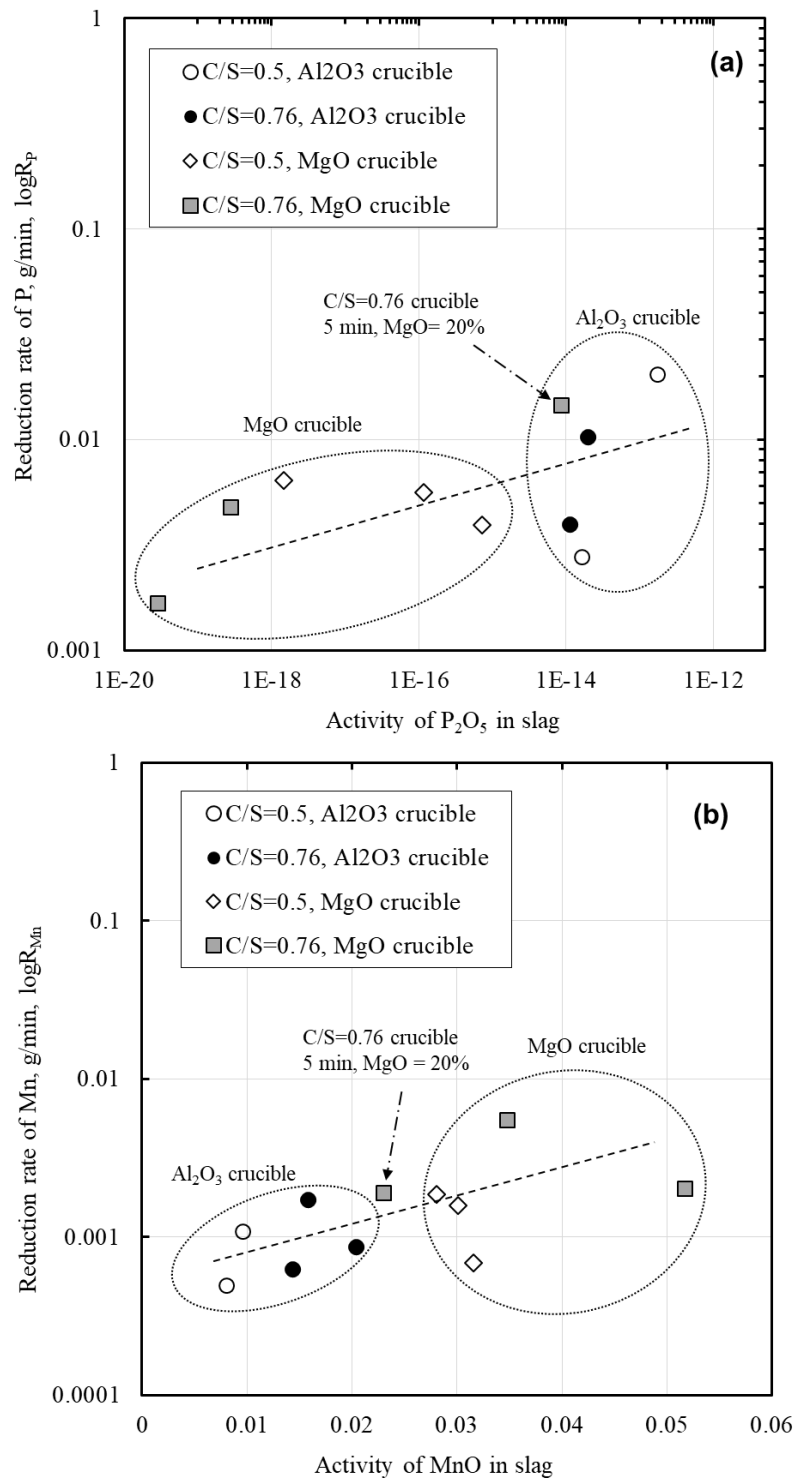 (a)
C/S=0.5, Al2O3 crucible
C/S=0.76, Al2O3 crucible
C/S=0.5, MgO crucible
C/S=0.76, MgO crucible
C/S=0.76 crucible
5 min, MgO= 20%
Al₂O₃ crucible
MgO crucible
Reduction rate of P, g/min, logR_P
1
0.1
0.01
0.001
1E-20
1E-18
1E-16
1E-14
1E-12
Activity of P₂O₅ in slag
(b)
C/S=0.5, Al2O3 crucible
C/S=0.76, Al2O3 crucible
C/S=0.5, MgO crucible
C/S=0.76, MgO crucible
C/S=0.76 crucible
5 min, MgO = 20%
MgO crucible
Al₂O₃ crucible
Reduction rate of Mn, g/min, logR_Mn
1
0.1
0.01
0.001
0.0001
0
0.01
0.02
0.03
0.04
0.05
0.06
Activity of MnO in slag